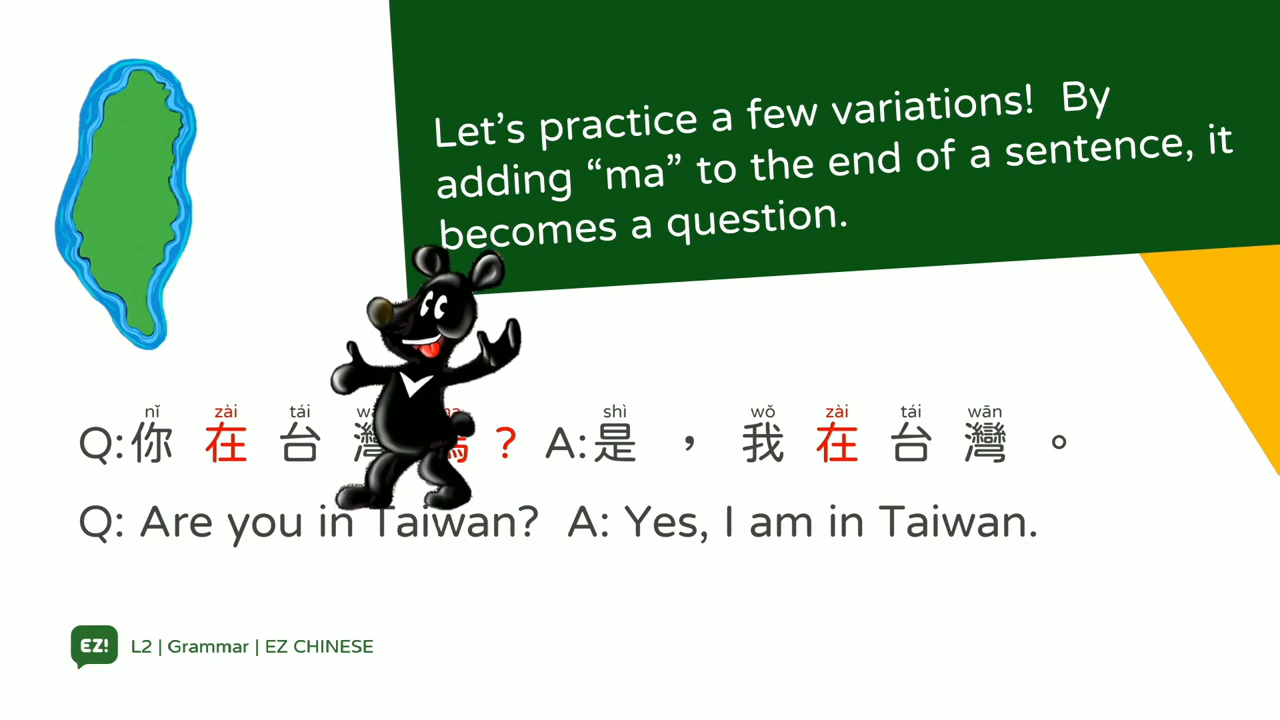 Let's practice a few variations! By
adding “ma” to the end of a sentence, it
becomes a question.
nǐ zài tái shì wǒ zài tái wān
Q:你 在 台 灣 嗎 ? A:是 , 我 在 台 灣 。
Q: Are you in Taiwan? A: Yes, I am in Taiwan.
EZ! L2 | Grammar | EZ CHINESE